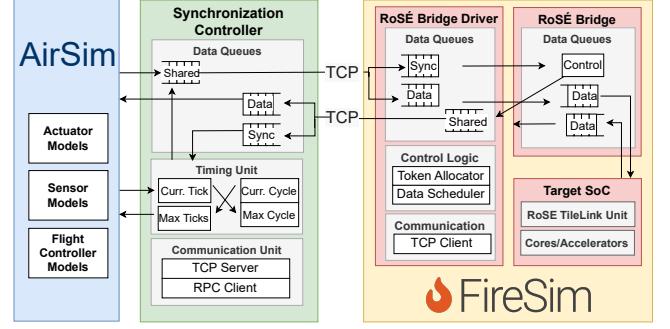 AirSim
Actuator
Models
Sensor
Models
Flight
Controller
Models
Synchronization
Controller
Data Queues
Shared
Data
Sync
Timing Unit
Curr. Tick
Curr. Cycle
Max Ticks
Max Cycle
Communication Unit
TCP Server
RPC Client
TCP
TCP
RoSÉ Bridge Driver
Data Queues
Sync
Data
Shared
Control Logic
Token Allocator
Data Scheduler
Communication
TCP Client
RoSÉ Bridge
Data Queues
Control
Data
Data
Target SoC
RoSE TileLink Unit
Cores/Accelerators
FireSim